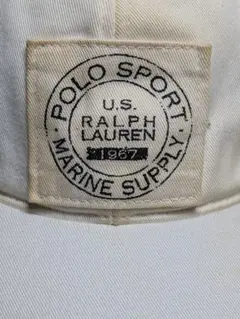 POLO SPORT
U.S.
RALPH
LAUREN
1967
MARINE SUPPLY